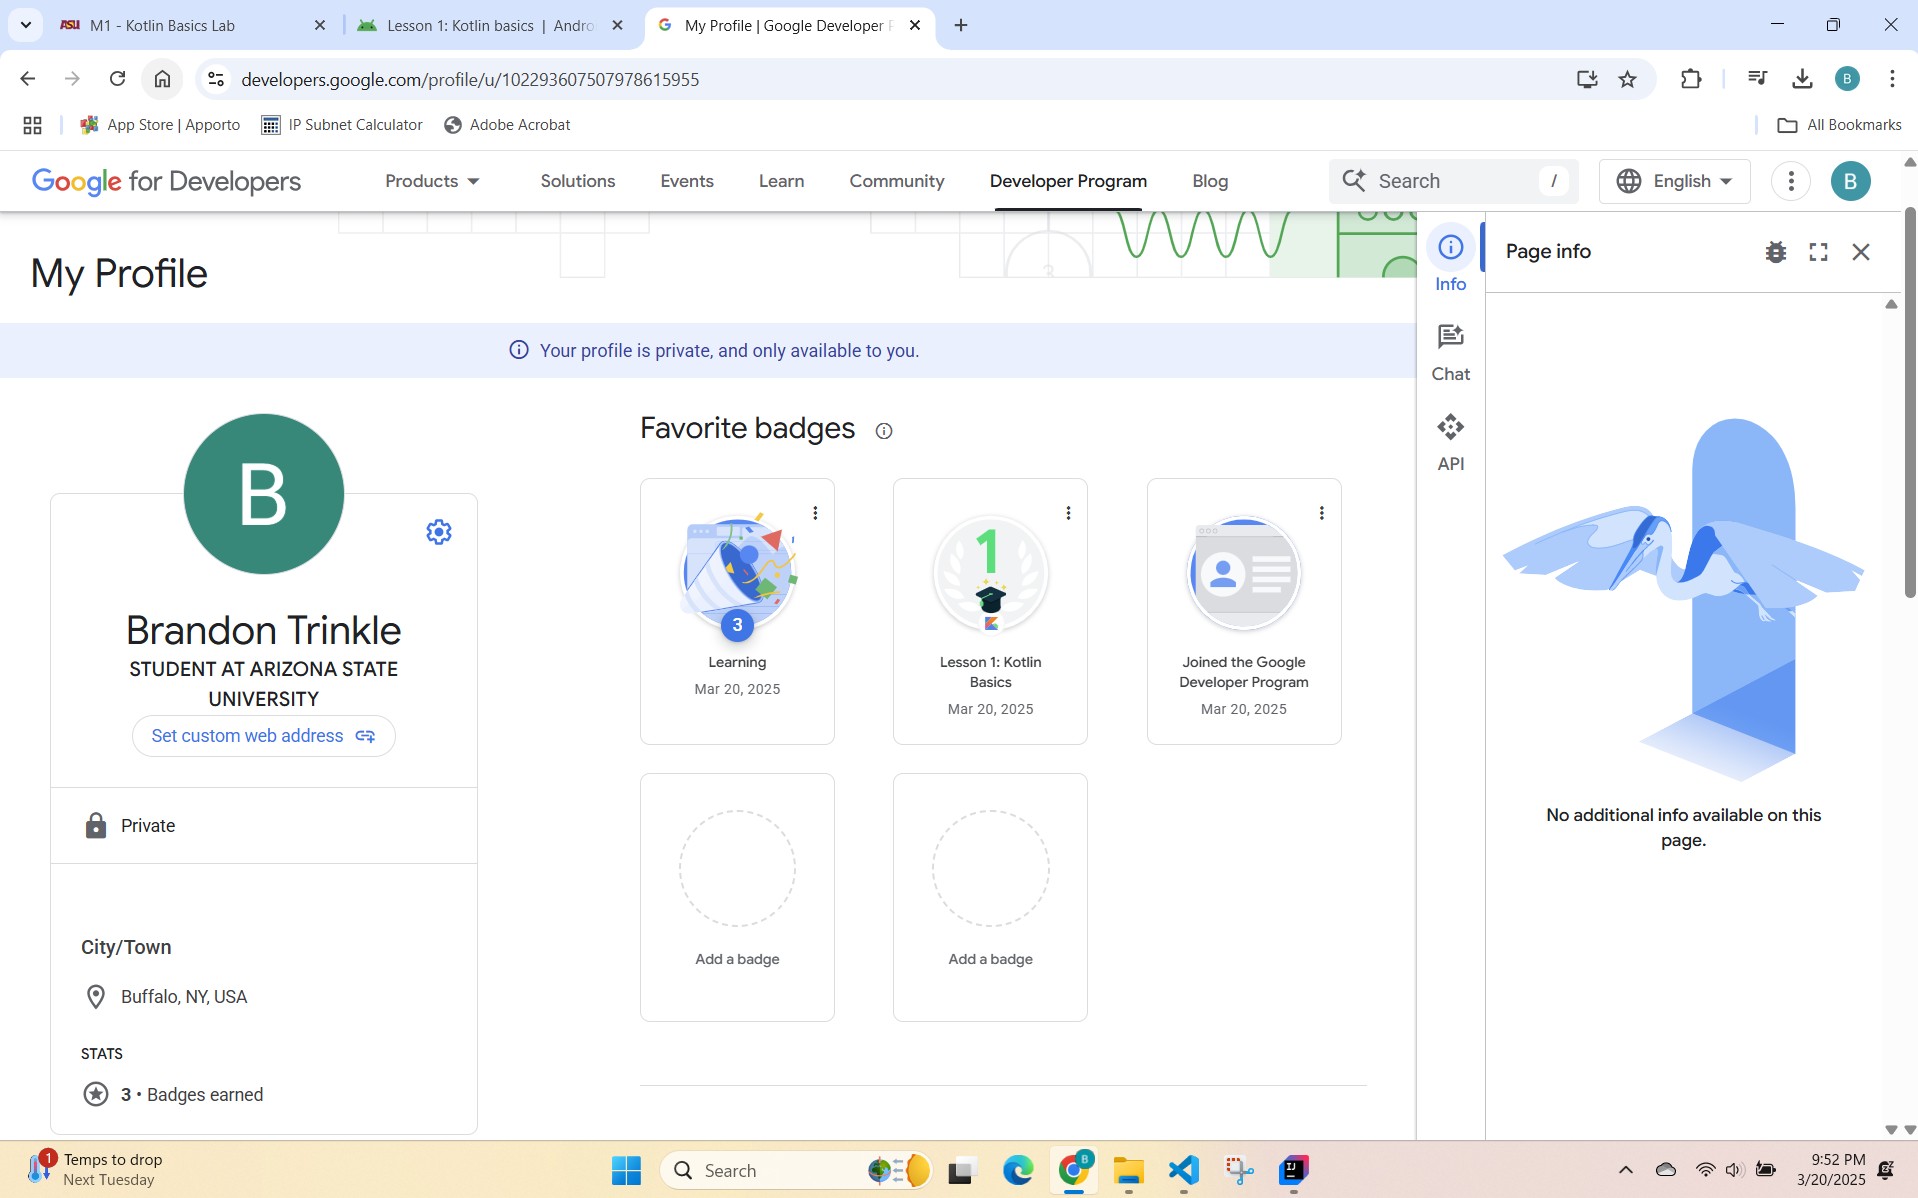 M1 - Kotlin Basics Lab
Lesson 1: Kotlin basics | Andro
My Profile | Google Developer P
developers.google.com/profile/u/102293607507978615955
B
App Store | Apporto
IP Subnet Calculator
Adobe Acrobat
All Bookmarks
Google for Developers
Products
Solutions
Events
Learn
Community
Developer Program
Blog
Search
/
English
B
My Profile
Info
Page info
Your profile is private, and only available to you.
Chat
API
B
Favorite badges
3
1
Learning
Mar 20, 2025
Lesson 1: Kotlin
Basics
Mar 20, 2025
Joined the Google
Developer Program
Mar 20, 2025
Brandon Trinkle
STUDENT AT ARIZONA STATE
UNIVERSITY
Set custom web address
Private
Add a badge
Add a badge
City/Town
Buffalo, NY, USA
STATS
3 • Badges earned
No additional info available on this
page.
1
Temps to drop
Next Tuesday
Search
B
IJ
9:52 PM
3/20/2025